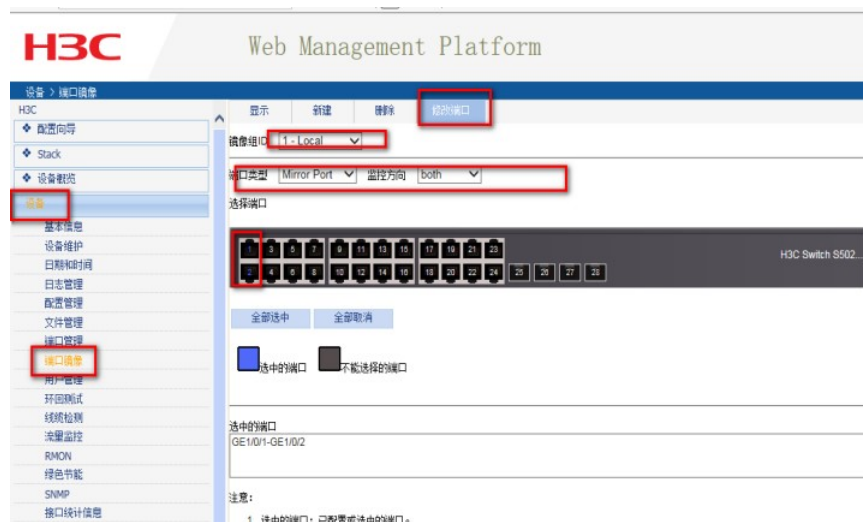 H3C
Web Management Platform
设备 > 端口镜像
H3C
配置向导
Stack
设备概览
设备
基本信息
设备维护
日期和时间
日志管理
配置管理
文件管理
端口管理
端口镜像
用户管理
环回测试
线缆检测
流量监控
RMON
绿色节能
SNMP
接口统计信息
显示 新建 删除 修改端口
镜像组ID 1 - Local
端口类型 Mirror Port 监控方向 both
选择端口
1 3 5 7 9 11 13 15 17 19 21 23
2 4 6 8 10 12 14 16 18 20 22 24 25 26 27 28
H3C Switch S502...
全部选中 全部取消
选中的端口 不能选择的端口
选中的端口
GE1/0/1-GE1/0/2
注意:
1. 选中的端口: 已配置或选中的端口。